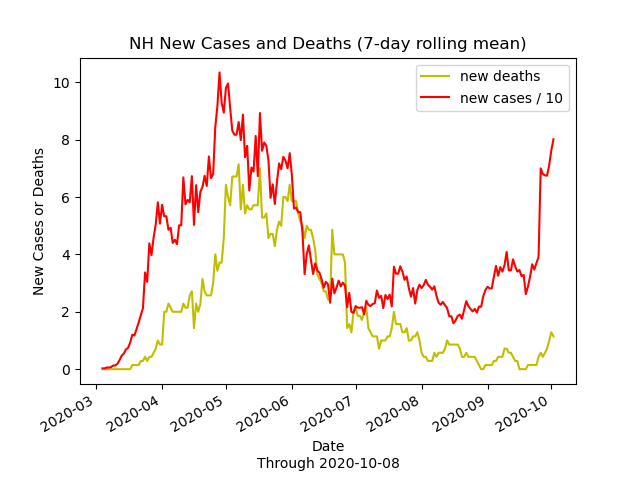 NH New Cases and Deaths (7-day rolling mean)
new deaths
new cases / 10
New Cases or Deaths
10
8
6
4
2
0
2020-03
2020-04
2020-05
2020-06
2020-07
2020-08
2020-09
2020-10
Date
Through 2020-10-08